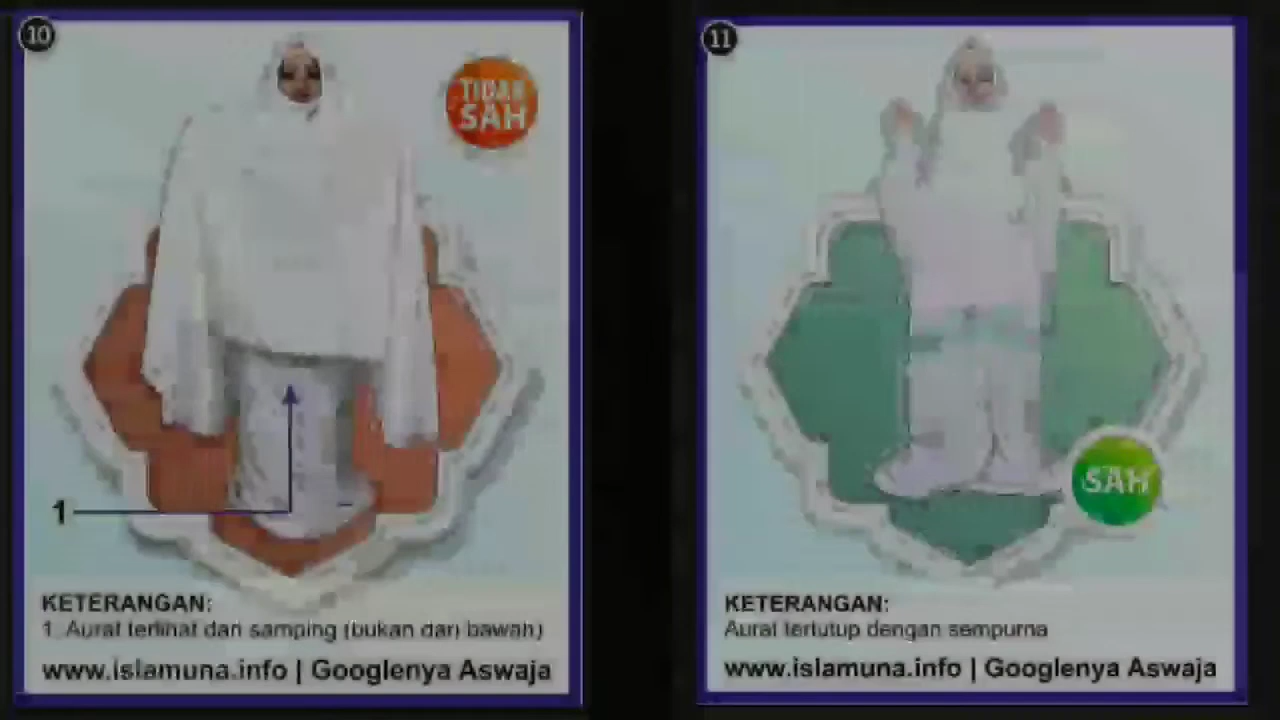 10
TIDAK
SAH
1
KETERANGAN:
1. Aurat terlihat dari samping (bukan dari bawah)
www.islamuna.info | Googlenya Aswaja
11
SAH
KETERANGAN:
Aurat tertutup dengan sempurna
www.islamuna.info | Googlenya Aswaja